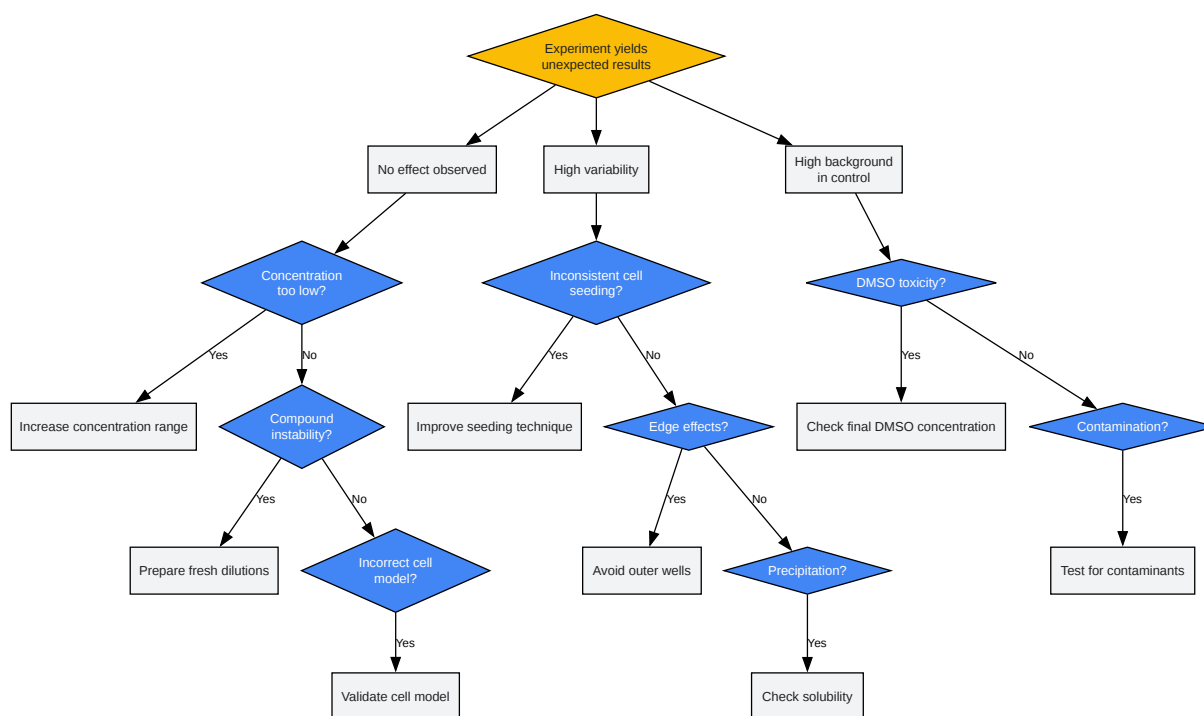 Experiment yields
unexpected results
No effect observed
High variability
High background
in control
Concentration
too low?
Inconsistent cell
seeding?
DMSO toxicity?
Yes
No
Yes
No
Yes
No
Increase concentration range
Compound
instability?
Improve seeding technique
Edge effects?
Check final DMSO concentration
Contamination?
Yes
No
Yes
No
Yes
Prepare fresh dilutions
Incorrect cell
model?
Avoid outer wells
Precipitation?
Test for contaminants
Yes
Yes
Validate cell model
Check solubility